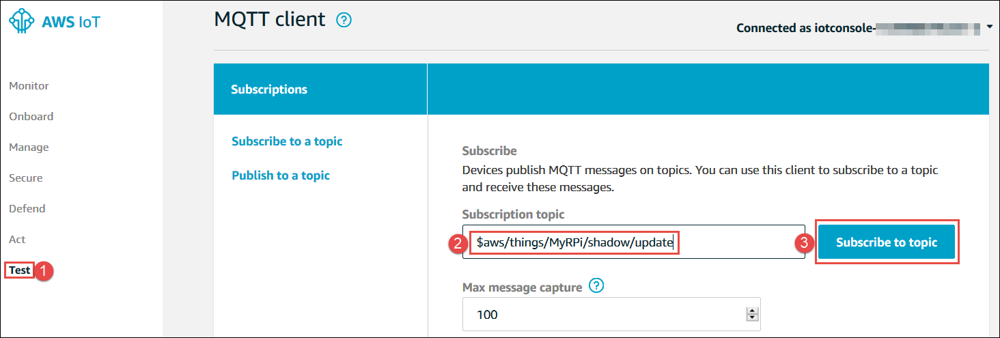 AWS IoT
MQTT client ?
Connected as iotconsole-
Monitor
Onboard
Manage
Secure
Defend
Act
Test 1
Subscriptions
Subscribe to a topic
Publish to a topic
Subscribe
Devices publish MQTT messages on topics. You can use this client to subscribe to a topic
and receive these messages.
Subscription topic
2 $aws/things/MyRPi/shadow/update
3 Subscribe to topic
Max message capture ?
100